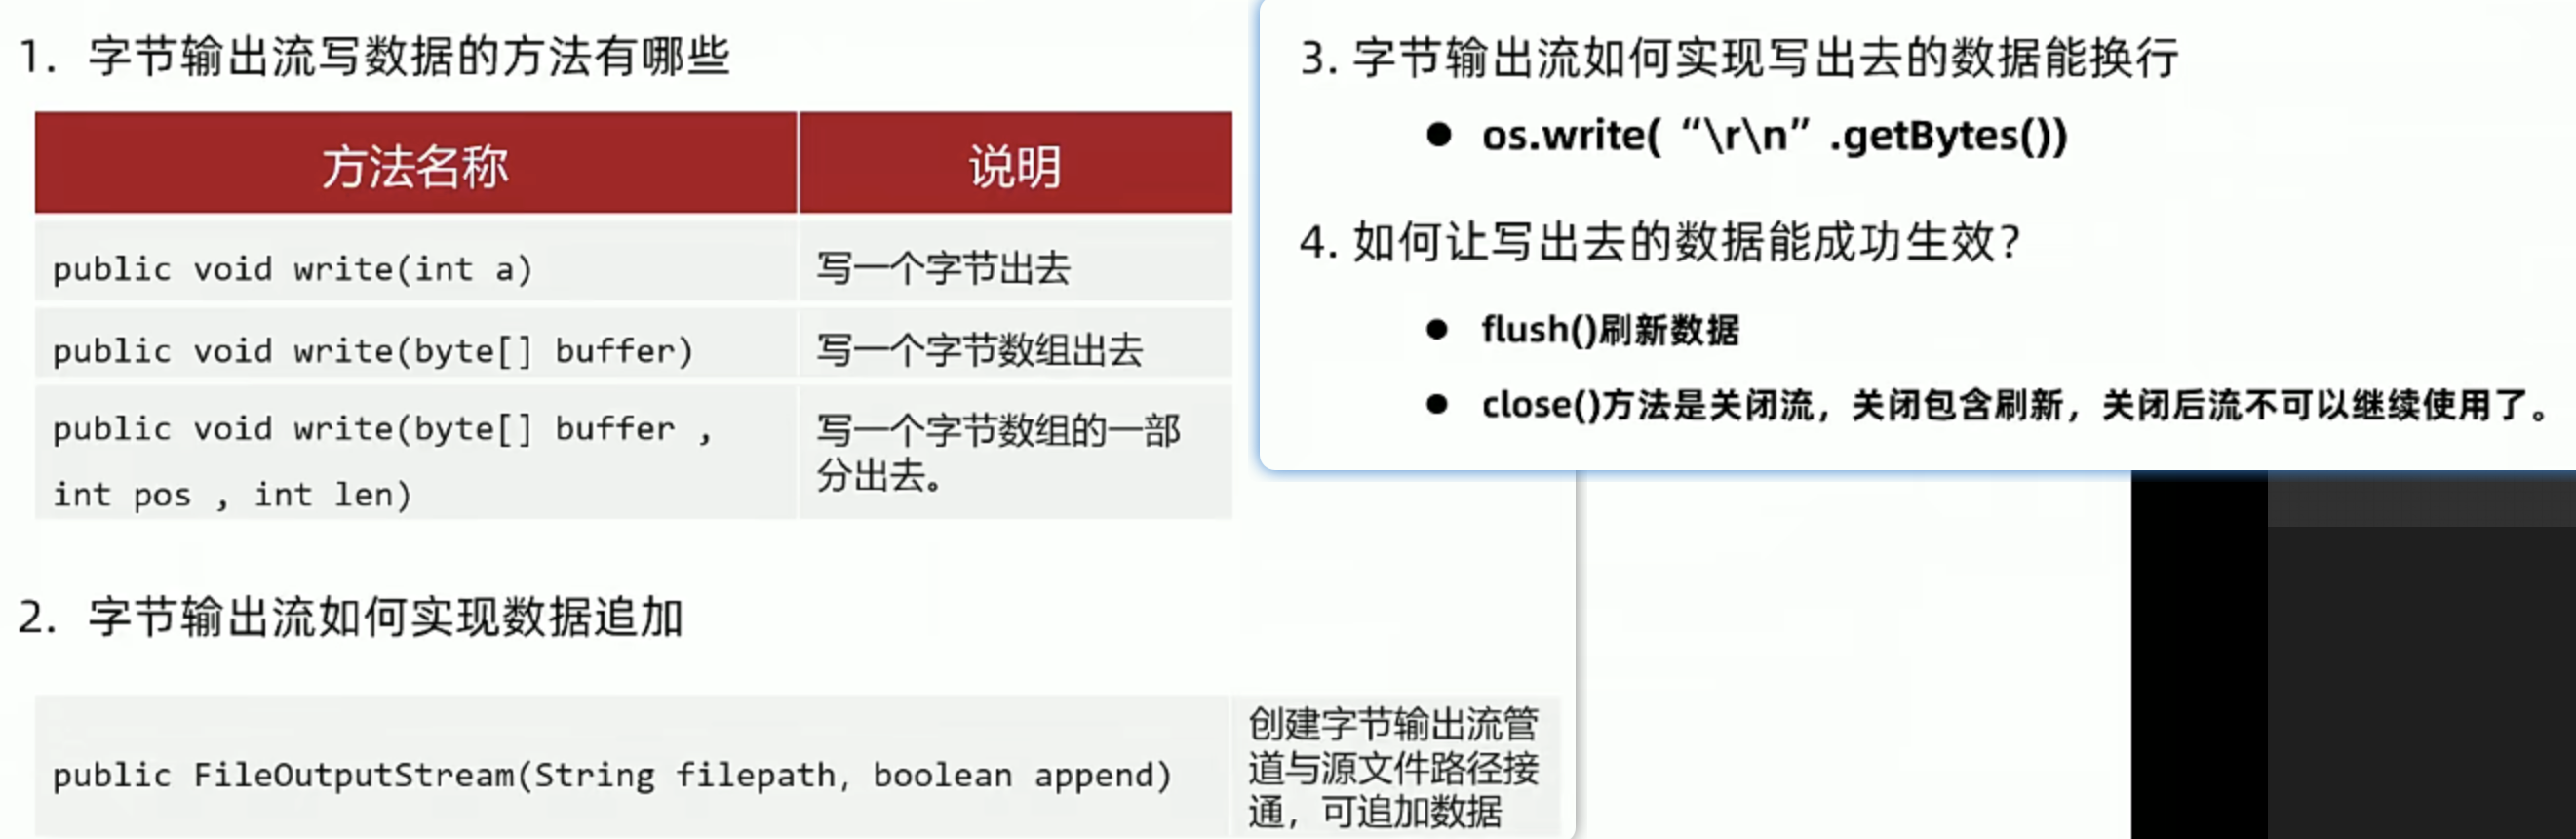 1. 字节输出流写数据的方法有哪些
方法名称 说明
public void write(int a) 写一个字节出去
public void write(byte[] buffer) 写一个字节数组出去
public void write(byte[] buffer , 写一个字节数组的一部
int pos , int len) 分出去。
2. 字节输出流如何实现数据追加
创建字节输出流管
public FileOutputStream(String filepath, boolean append) 道与源文件路径接
通，可追加数据
3. 字节输出流如何实现写出去的数据能换行
● os.write( “\r\n” .getBytes())
4. 如何让写出去的数据能成功生效？
● flush()刷新数据
● close()方法是关闭流，关闭包含刷新，关闭后流不可以继续使用了。